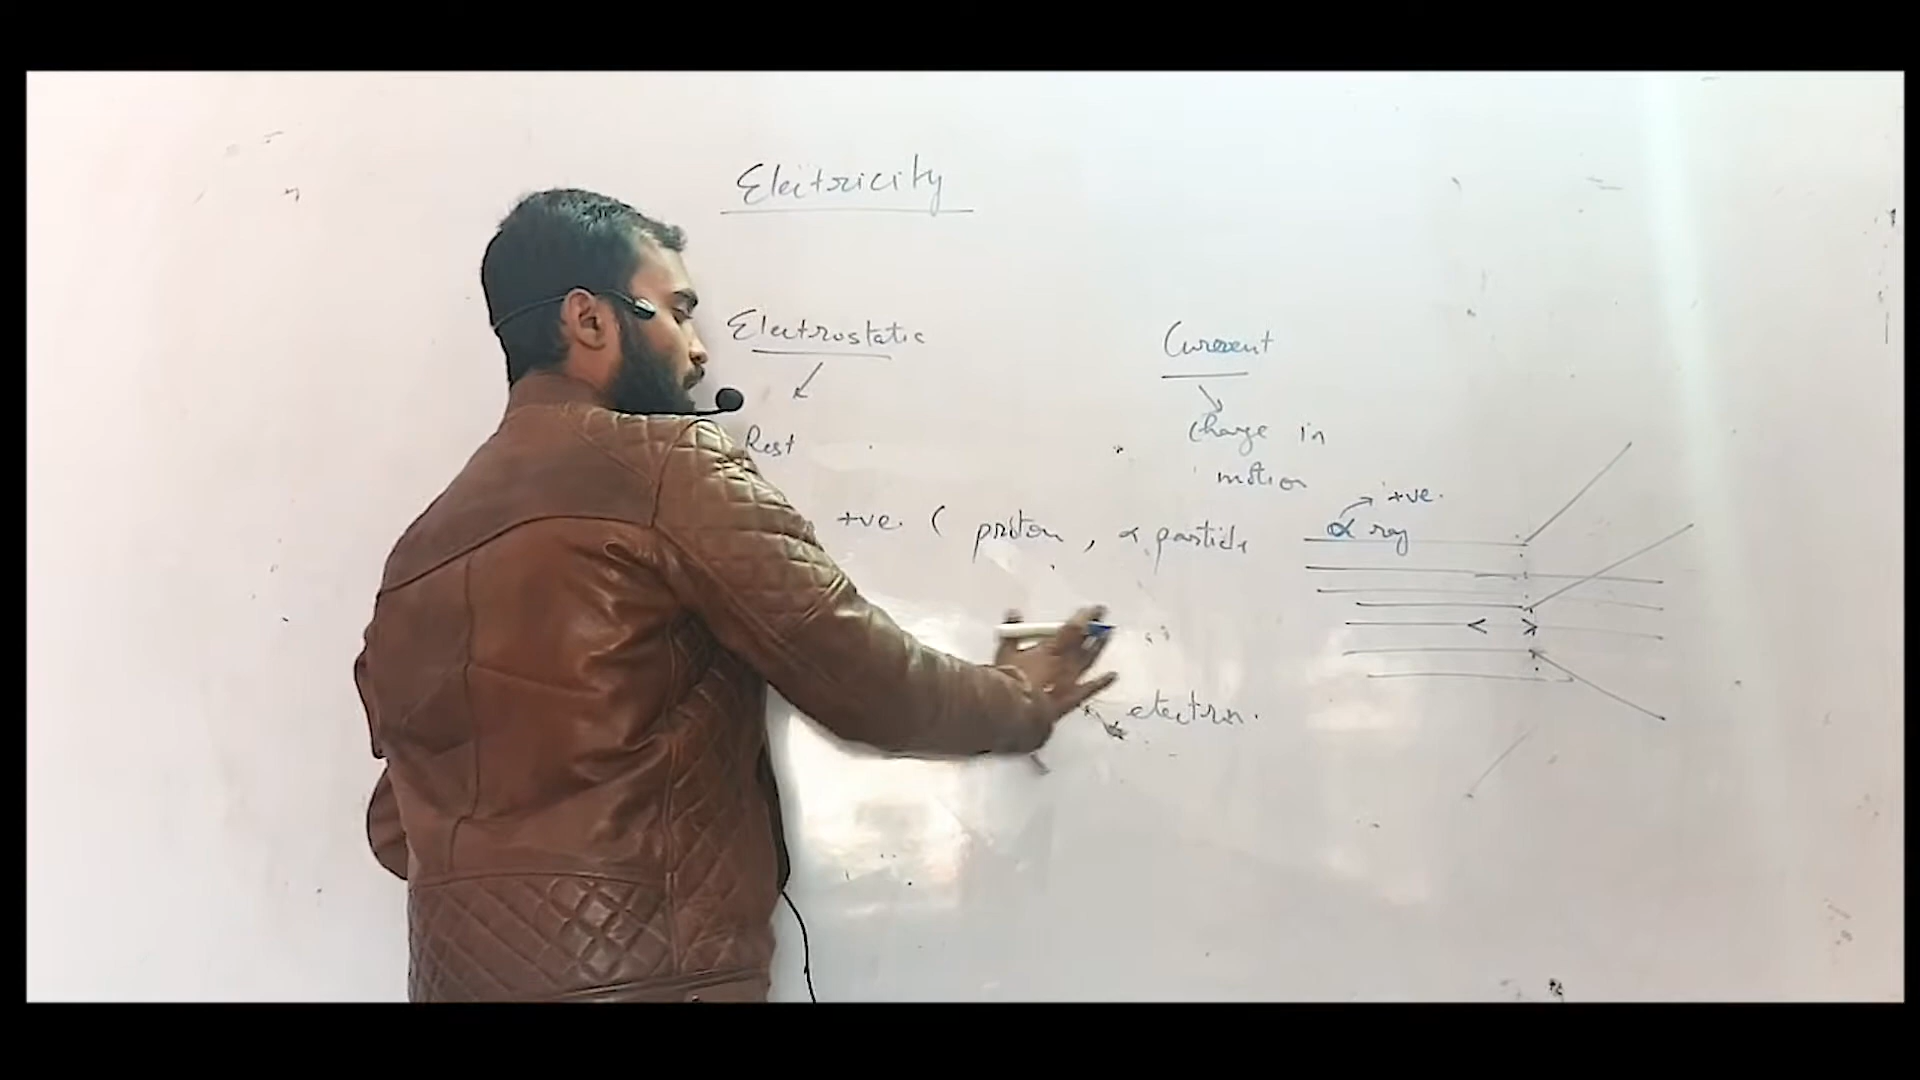 Electricity
Electrostatic
Current
Rest
Charge in
motion
+ve.
+ve. ( proton, α particle
α ray
electron.